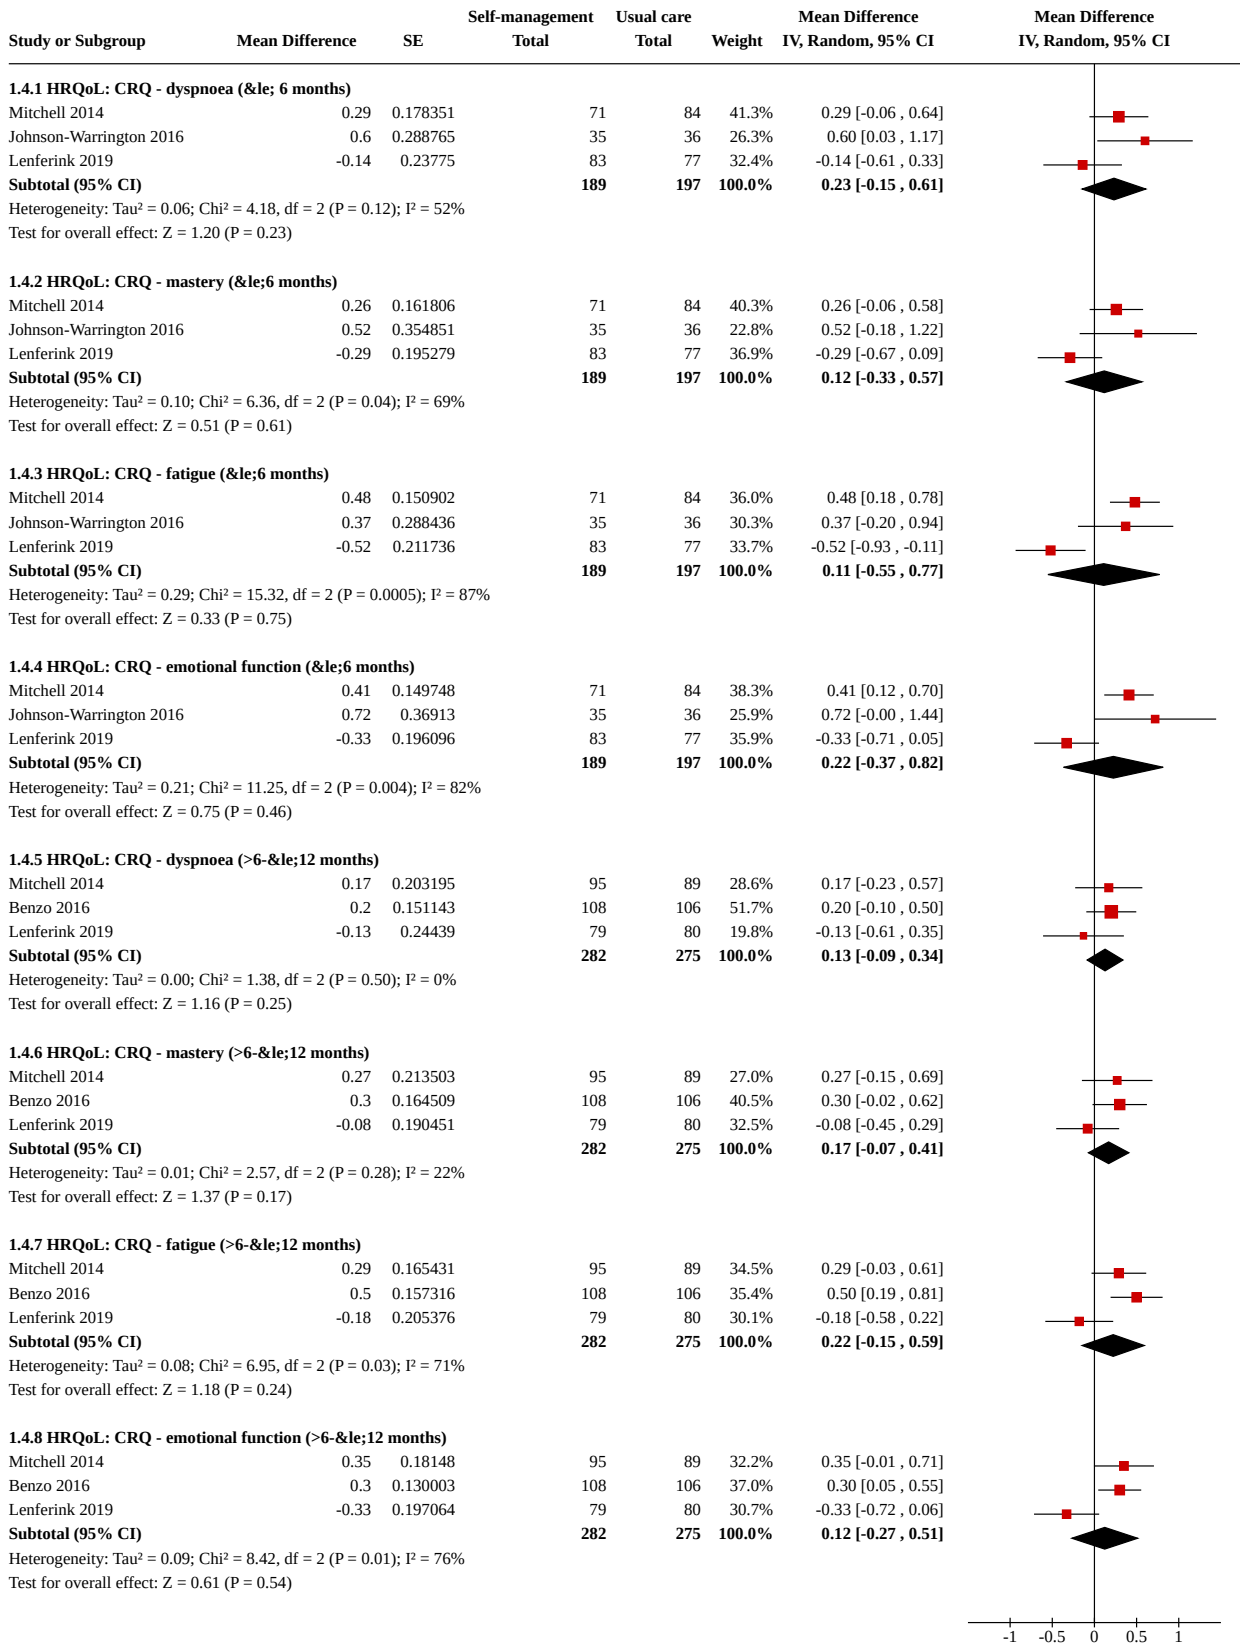 Self-management Usual care Mean Difference Mean Difference
Study or Subgroup Mean Difference SE Total Total Weight IV, Random, 95% CI IV, Random, 95% CI
1.4.1 HRQoL: CRQ - dyspnoea (&le; 6 months)
Mitchell 2014 0.29 0.178351 71 84 41.3% 0.29 [-0.06 , 0.64]
Johnson-Warrington 2016 0.6 0.288765 35 36 26.3% 0.60 [0.03 , 1.17]
Lenferink 2019 -0.14 0.23775 83 77 32.4% -0.14 [-0.61 , 0.33]
Subtotal (95% CI) 189 197 100.0% 0.23 [-0.15 , 0.61]
Heterogeneity: Tau² = 0.06; Chi² = 4.18, df = 2 (P = 0.12); I² = 52%
Test for overall effect: Z = 1.20 (P = 0.23)
1.4.2 HRQoL: CRQ - mastery (&le;6 months)
Mitchell 2014 0.26 0.161806 71 84 40.3% 0.26 [-0.06 , 0.58]
Johnson-Warrington 2016 0.52 0.354851 35 36 22.8% 0.52 [-0.18 , 1.22]
Lenferink 2019 -0.29 0.195279 83 77 36.9% -0.29 [-0.67 , 0.09]
Subtotal (95% CI) 189 197 100.0% 0.12 [-0.33 , 0.57]
Heterogeneity: Tau² = 0.10; Chi² = 6.36, df = 2 (P = 0.04); I² = 69%
Test for overall effect: Z = 0.51 (P = 0.61)
1.4.3 HRQoL: CRQ - fatigue (&le;6 months)
Mitchell 2014 0.48 0.150902 71 84 36.0% 0.48 [0.18 , 0.78]
Johnson-Warrington 2016 0.37 0.288436 35 36 30.3% 0.37 [-0.20 , 0.94]
Lenferink 2019 -0.52 0.211736 83 77 33.7% -0.52 [-0.93 , -0.11]
Subtotal (95% CI) 189 197 100.0% 0.11 [-0.55 , 0.77]
Heterogeneity: Tau² = 0.29; Chi² = 15.32, df = 2 (P = 0.0005); I² = 87%
Test for overall effect: Z = 0.33 (P = 0.75)
1.4.4 HRQoL: CRQ - emotional function (&le;6 months)
Mitchell 2014 0.41 0.149748 71 84 38.3% 0.41 [0.12 , 0.70]
Johnson-Warrington 2016 0.72 0.36913 35 36 25.9% 0.72 [-0.00 , 1.44]
Lenferink 2019 -0.33 0.196096 83 77 35.9% -0.33 [-0.71 , 0.05]
Subtotal (95% CI) 189 197 100.0% 0.22 [-0.37 , 0.82]
Heterogeneity: Tau² = 0.21; Chi² = 11.25, df = 2 (P = 0.004); I² = 82%
Test for overall effect: Z = 0.75 (P = 0.46)
1.4.5 HRQoL: CRQ - dyspnoea (>6-&le;12 months)
Mitchell 2014 0.17 0.203195 95 89 28.6% 0.17 [-0.23 , 0.57]
Benzo 2016 0.2 0.151143 108 106 51.7% 0.20 [-0.10 , 0.50]
Lenferink 2019 -0.13 0.24439 79 80 19.8% -0.13 [-0.61 , 0.35]
Subtotal (95% CI) 282 275 100.0% 0.13 [-0.09 , 0.34]
Heterogeneity: Tau² = 0.00; Chi² = 1.38, df = 2 (P = 0.50); I² = 0%
Test for overall effect: Z = 1.16 (P = 0.25)
1.4.6 HRQoL: CRQ - mastery (>6-&le;12 months)
Mitchell 2014 0.27 0.213503 95 89 27.0% 0.27 [-0.15 , 0.69]
Benzo 2016 0.3 0.164509 108 106 40.5% 0.30 [-0.02 , 0.62]
Lenferink 2019 -0.08 0.190451 79 80 32.5% -0.08 [-0.45 , 0.29]
Subtotal (95% CI) 282 275 100.0% 0.17 [-0.07 , 0.41]
Heterogeneity: Tau² = 0.01; Chi² = 2.57, df = 2 (P = 0.28); I² = 22%
Test for overall effect: Z = 1.37 (P = 0.17)
1.4.7 HRQoL: CRQ - fatigue (>6-&le;12 months)
Mitchell 2014 0.29 0.165431 95 89 34.5% 0.29 [-0.03 , 0.61]
Benzo 2016 0.5 0.157316 108 106 35.4% 0.50 [0.19 , 0.81]
Lenferink 2019 -0.18 0.205376 79 80 30.1% -0.18 [-0.58 , 0.22]
Subtotal (95% CI) 282 275 100.0% 0.22 [-0.15 , 0.59]
Heterogeneity: Tau² = 0.08; Chi² = 6.95, df = 2 (P = 0.03); I² = 71%
Test for overall effect: Z = 1.18 (P = 0.24)
1.4.8 HRQoL: CRQ - emotional function (>6-&le;12 months)
Mitchell 2014 0.35 0.18148 95 89 32.2% 0.35 [-0.01 , 0.71]
Benzo 2016 0.3 0.130003 108 106 37.0% 0.30 [0.05 , 0.55]
Lenferink 2019 -0.33 0.197064 79 80 30.7% -0.33 [-0.72 , 0.06]
Subtotal (95% CI) 282 275 100.0% 0.12 [-0.27 , 0.51]
Heterogeneity: Tau² = 0.09; Chi² = 8.42, df = 2 (P = 0.01); I² = 76%
Test for overall effect: Z = 0.61 (P = 0.54)
-1 -0.5 0 0.5 1